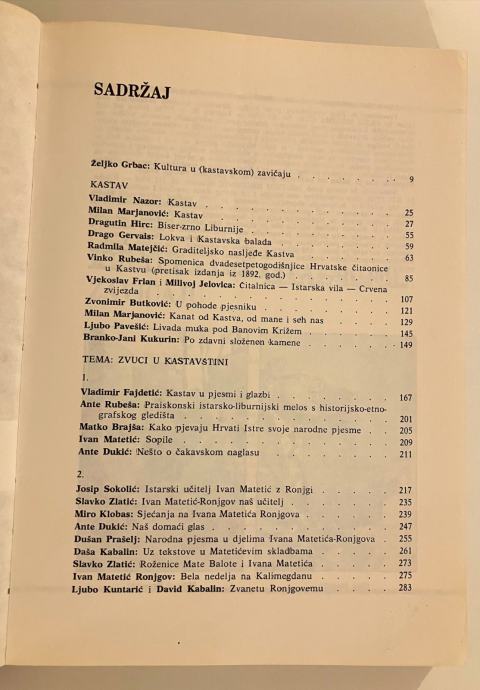 SADRŽAJ
Željko Grbac: Kultura u (kastavskom) zavičaju . . . . . . . 9
KASTAV
Vladimir Nazor: Kastav . . . . . . . . . . . . 25
Milan Marjanović: Kastav . . . . . . . . . . . . 27
Dragutin Hirc: Biser-zrno Liburnije . . . . . . . . . 55
Drago Gervais: Lokva i Kastavska balada . . . . . . . . 59
Radmila Matejčić: Graditeljsko nasljeđe Kastva . . . . . . 63
Vinko Rubeša: Spomenica dvadesetpetogodišnjice Hrvatske čitaonice
u Kastvu (pretisak izdanja iz 1892. god.) . . . . . . 85
Vjekoslav Frlan i Milivoj Jelovica: Čitalnica — Istarska vila — Crvena
zvijezda . . . . . . . . . . . . . . 107
Zvonimir Butković: U pohode pjesniku . . . . . . . . 121
Milan Marjanović: Kanat od Kastva, od mane i seh nas . . . . 129
Ljubo Pavešić: Livada muka pod Banovim Križem . . . . . 145
Branko-Jani Kukurin: Po zdavni složenen kamene . . . . . 149
TEMA: ZVUCI U KASTAVŠTINI
1.
Vladimir Fajdetić: Kastav u pjesmi i glazbi . . . . . . . 167
Ante Rubeša: Praiskonski istarsko-liburnijski melos s historijsko-etno-
grafskog gledišta . . . . . . . . . . . 201
Matko Brajša: Kako pjevaju Hrvati Istre svoje narodne pjesme . . 205
Ivan Matetić: Sopile . . . . . . . . . . . . 209
Ante Dukić: Nešto o čakavskom naglasu . . . . . . . 211
2.
Josip Sokolić: Istarski učitelj Ivan Matetić z Ronjgi . . . . . 217
Slavko Zlatić: Ivan Matetić-Ronjgov naš učitelj . . . . . . 235
Miro Klobas: Sjećanja na Ivana Matetića Ronjgova . . . . . 239
Ante Dukić: Naš domaći glas . . . . . . . . . . 247
Dušan Prašelj: Narodna pjesma u djelima Ivana Matetića-Ronjgova . 255
Daša Kabalin: Uz tekstove u Matetićevim skladbama . . . . . 261
Slavko Zlatić: Roženice Mate Balote i Ivana Matetića . . . . . 273
Ivan Matetić Ronjgov: Bela nedelja na Kalimegdanu . . . . . 275
Ljubo Kuntarić i David Kabalin: Zvanetu Ronjgovemu . . . . 283